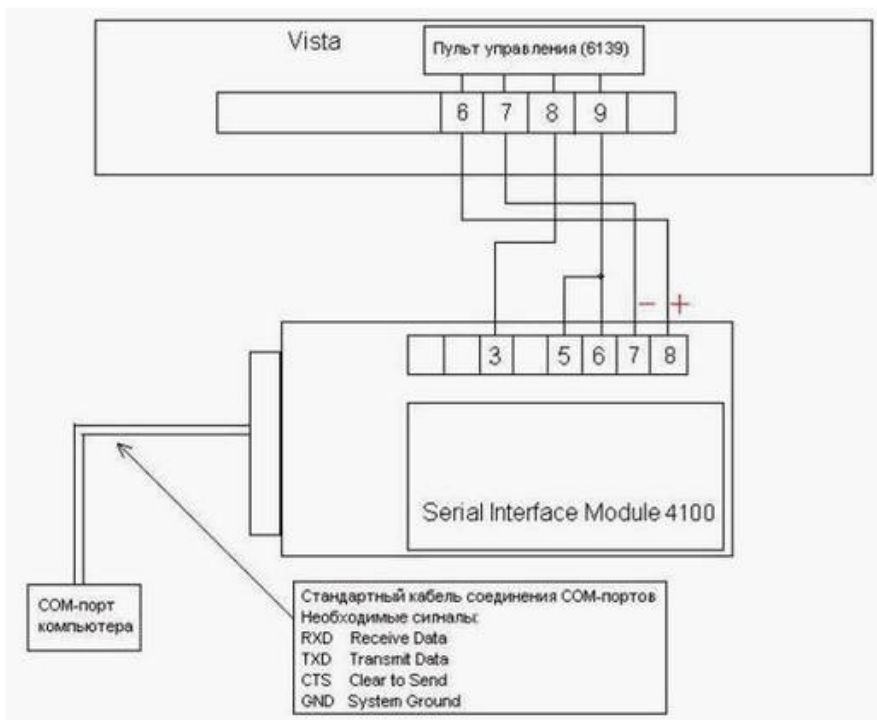 Vista
Пульт управления (6139)
6 7 8 9
- +
3 5 6 7 8
Serial Interface Module 4100
COM-порт
компьютера
Стандартный кабель соединения COM-портов
Необходимые сигналы:
RXD Receive Data
TXD Transmit Data
CTS Clear to Send
GND System Ground